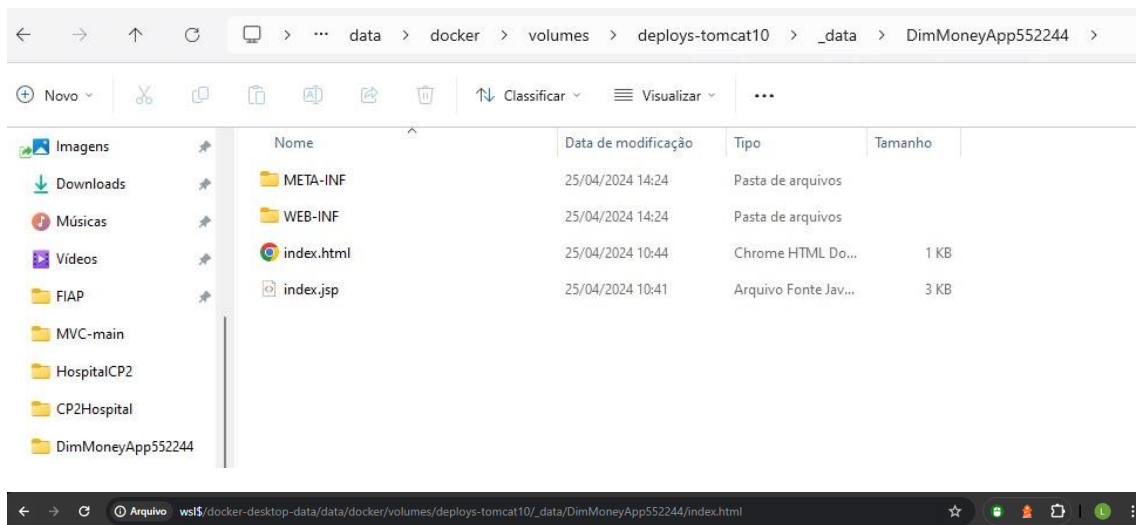 … data > docker > volumes > deploys-tomcat10 > _data > DimMoneyApp552244 >
Novo Classificar Visualizar ...
Nome Data de modificação Tipo Tamanho
Imagens
Downloads
Músicas
Vídeos
FIAP
MVC-main
HospitalCP2
CP2Hospital
DimMoneyApp552244
META-INF 25/04/2024 14:24 Pasta de arquivos
WEB-INF 25/04/2024 14:24 Pasta de arquivos
index.html 25/04/2024 10:44 Chrome HTML Do... 1 KB
index.jsp 25/04/2024 10:41 Arquivo Fonte Jav... 3 KB
Arquivo wsl$/docker-desktop-data/data/docker/volumes/deploys-tomcat10/_data/DimMoneyApp552244/index.html L